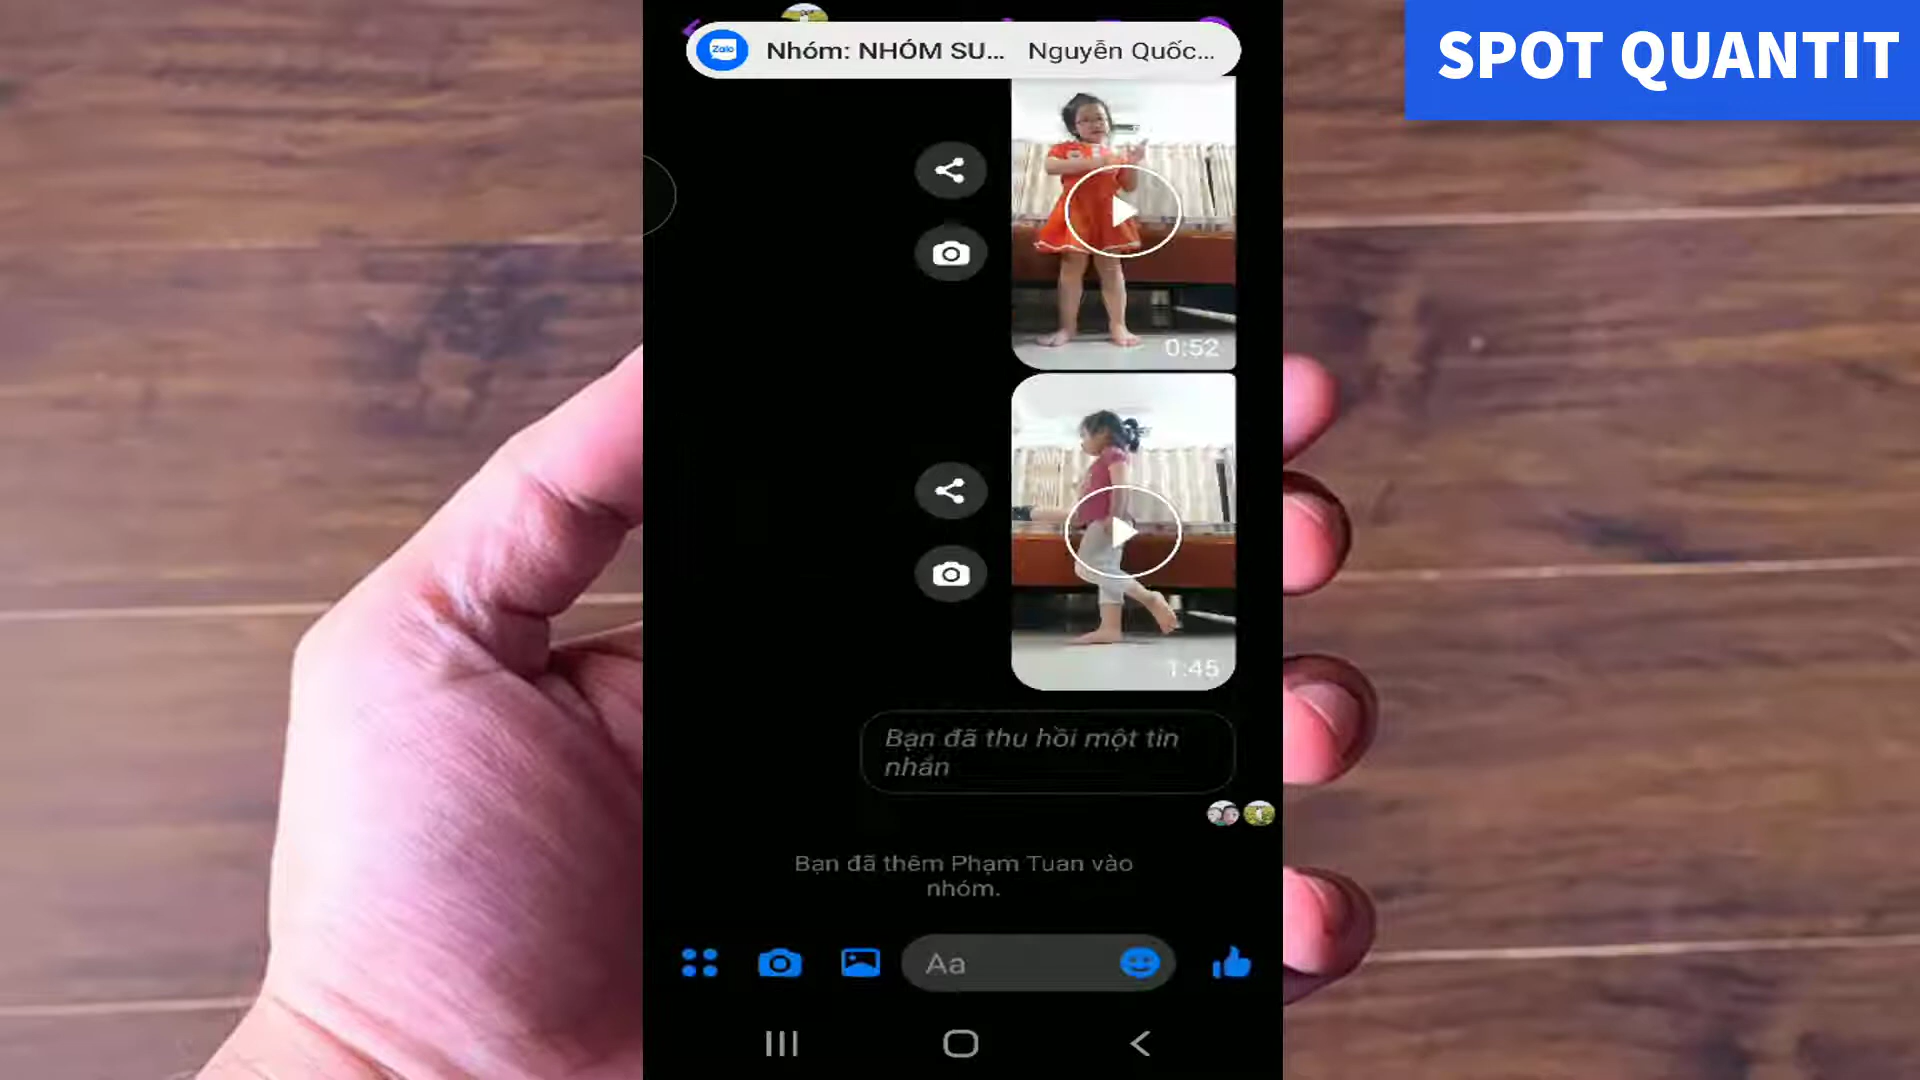 SPOT QUANTIT
Zalo
Nhóm: NHÓM SU... Nguyễn Quốc...
0:52
1:45
Bạn đã thu hồi một tin
nhắn
Bạn đã thêm Phạm Tuan vào
nhóm.
Aa